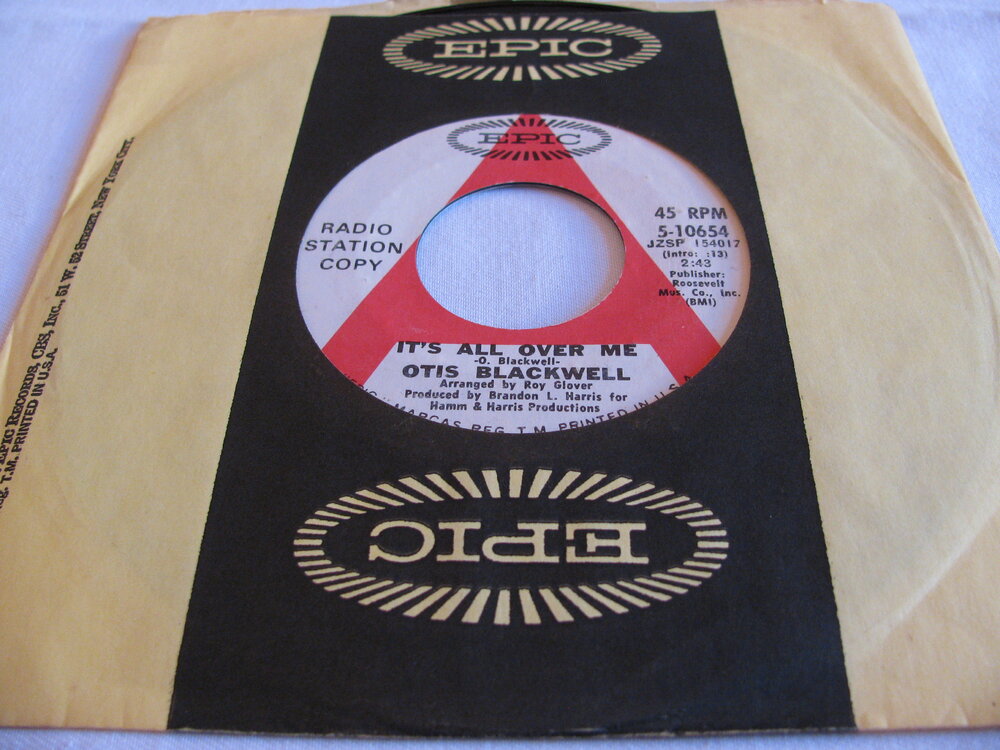 EPIC
EPIC
RADIO
STATION
COPY
45 RPM
5-10654
JZSP 154017
(Intro: :13)
2:43
Publisher:
Roosevelt
Mus. Co., Inc.
(BMI)
IT'S ALL OVER ME
-O. Blackwell-
OTIS BLACKWELL
Arranged by Roy Glover
Produced by Brandon L. Harris for
Hamm & Harris Productions
MARCAS REG. T.M. PRINTED IN U.S.A.
EPIC
EPIC RECORDS, CBS, INC., 51 W. 52 STREET, NEW YORK CITY.
T.M. PRINTED IN U.S.A.